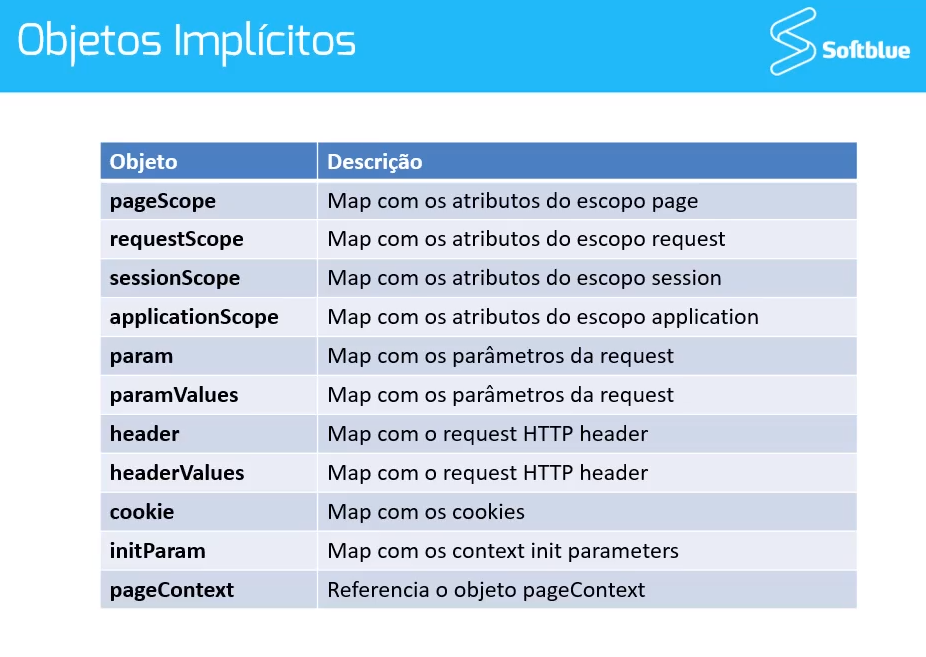 Objetos Implícitos
Softblue
Objeto Descrição
pageScope Map com os atributos do escopo page
requestScope Map com os atributos do escopo request
sessionScope Map com os atributos do escopo session
applicationScope Map com os atributos do escopo application
param Map com os parâmetros da request
paramValues Map com os parâmetros da request
header Map com o request HTTP header
headerValues Map com o request HTTP header
cookie Map com os cookies
initParam Map com os context init parameters
pageContext Referencia o objeto pageContext